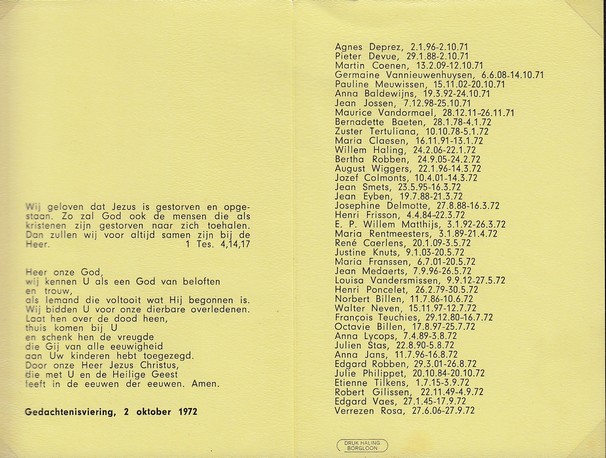 Wij geloven dat Jezus is gestorven en opge-
staan. Zo zal God ook de mensen die als
kristenen zijn gestorven naar zich toehalen.
Dan zullen wij voor altijd samen zijn bij de
Heer. 1 Tes. 4,14,17
Heer onze God,
wij kennen U als een God van beloften
en trouw,
als Iemand die voltooit wat Hij begonnen is.
Wij bidden U voor onze dierbare overledenen.
Laat hen over de dood heen,
thuis komen bij U
en schenk hen de vreugde
die Gij van alle eeuwigheid
aan Uw kinderen hebt toegezegd.
Door onze Heer Jezus Christus,
die met U en de Heilige Geest
leeft in de eeuwen der eeuwen. Amen.
Gedachtenisviering, 2 oktober 1972
Agnes Deprez, 2.1.96-2.10.71
Pieter Devue, 29.1.88-2.10.71
Martin Coenen, 13.2.09-12.10.71
Germaine Vannieuwenhuysen, 6.6.08-14.10.71
Pauline Meuwissen, 15.11.02-20.10.71
Anna Baldewijns, 19.3.92-24.10.71
Jean Jossen, 7.12.98-25.10.71
Maurice Vandormael, 28.12.11-26.11.71
Bernadette Baeten, 28.1.78-4.1.72
Zuster Tertuliana, 10.10.78-5.1.72
Maria Claesen, 16.11.91-13.1.72
Willem Haling, 24.2.06-22.1.72
Bertha Robben, 24.9.05-24.2.72
August Wiggers, 22.1.96-14.3.72
Jozef Colmonts, 10.4.01-14.3.72
Jean Smets, 23.5.95-16.3.72
Jean Eyben, 19.7.88-21.3.72
Josephine Delmotte, 27.8.88-16.3.72
Henri Frisson, 4.4.84-22.3.72
E. P. Willem Matthijs, 3.1.92-26.3.72
Maria Rentmeesters, 3.1.89-21.4.72
René Caerlens, 20.1.09-3.5.72
Justine Knuts, 9.1.03-20.5.72
Maria Franssen, 6.7.01-20.5.72
Jean Medaerts, 7.9.96-26.5.72
Louisa Vandersmissen, 9.9.12-27.5.72
Henri Poncelet, 26.2.79-30.5.72
Norbert Billen, 11.7.86-10.6.72
Walter Neven, 15.11.97-12.7.72
François Teuchies, 29.12.80-16.7.72
Octavie Billen, 17.8.97-25.7.72
Anna Lycops, 7.4.89-3.8.72
Julien Stas, 22.8.90-5.8.72
Anna Jans, 11.7.96-16.8.72
Edgard Robben, 29.3.01-26.8.72
Julie Philippet, 20.10.84-20.10.72
Etienne Tilkens, 1.7.15-3.9.72
Robert Gilissen, 22.11.49-4.9.72
Edgard Vaes, 27.1.45-17.9.72
Verrezen Rosa, 27.6.06-27.9.72
DRUK HALING
BORGLOON